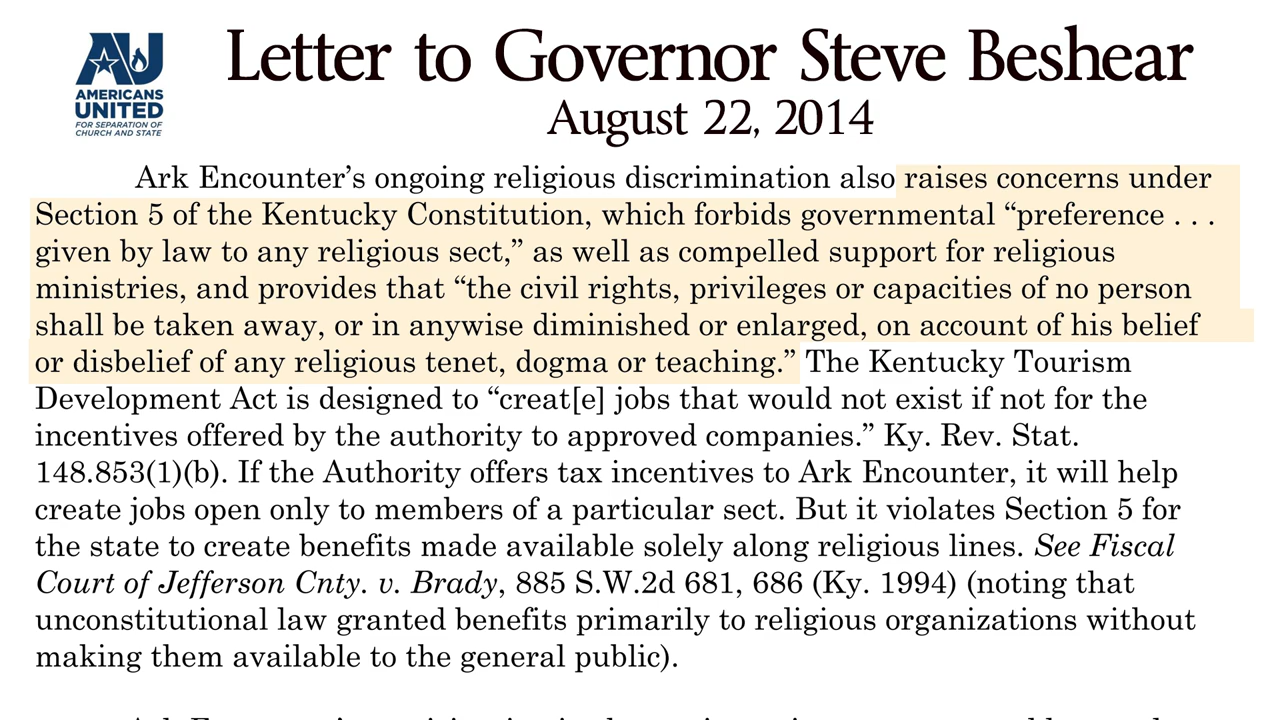 AU
AMERICANS
UNITED
FOR SEPARATION OF
CHURCH AND STATE
Letter to Governor Steve Beshear
August 22, 2014
Ark Encounter’s ongoing religious discrimination also raises concerns under
Section 5 of the Kentucky Constitution, which forbids governmental “preference . . .
given by law to any religious sect,” as well as compelled support for religious
ministries, and provides that “the civil rights, privileges or capacities of no person
shall be taken away, or in anywise diminished or enlarged, on account of his belief
or disbelief of any religious tenet, dogma or teaching.” The Kentucky Tourism
Development Act is designed to “creat[e] jobs that would not exist if not for the
incentives offered by the authority to approved companies.” Ky. Rev. Stat.
148.853(1)(b). If the Authority offers tax incentives to Ark Encounter, it will help
create jobs open only to members of a particular sect. But it violates Section 5 for
the state to create benefits made available solely along religious lines. See Fiscal
Court of Jefferson Cnty. v. Brady, 885 S.W.2d 681, 686 (Ky. 1994) (noting that
unconstitutional law granted benefits primarily to religious organizations without
making them available to the general public).